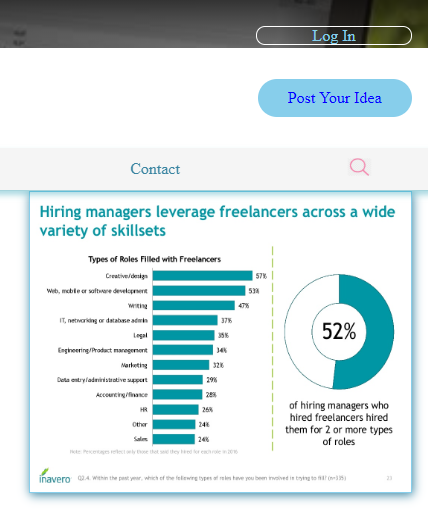 Log In
Post Your Idea
Contact
Hiring managers leverage freelancers across a wide
variety of skillsets
Types of Roles Filled with Freelancers
Creative/design 57%
Web, mobile or software development 53%
Writing 47%
IT, networking or database admin 37%
Legal 35%
Engineering/Product management 34%
Marketing 32%
Data entry/administrative support 29%
Accounting/finance 28%
HR 26%
Other 24%
Sales 24%
52%
of hiring managers who
hired freelancers hired
them for 2 or more types
of roles
Note: Percentages reflect only those that said they hired for each role in 2016
inavero
Q2.4. Within the past year, which of the following types of roles have you been involved in trying to fill? (n=335)